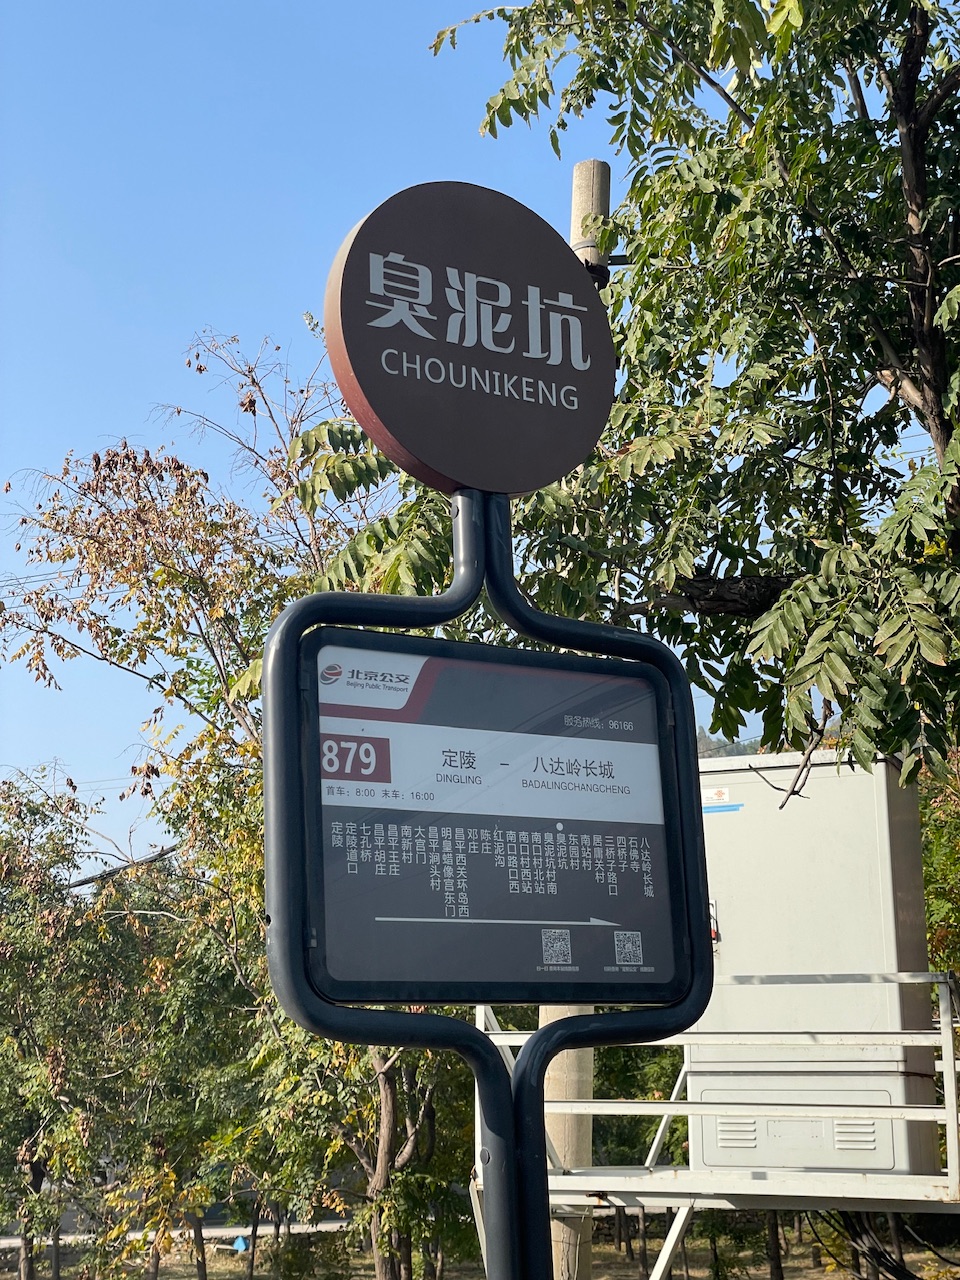 臭泥坑
CHOUNIKENG
北京公交
Beijing Public Transport
服务热线：96166
879
定陵 – 八达岭长城
DINGLING BADALINGCHANGCHENG
首车：8:00 末车：16:00
定陵
定陵道口
七孔桥
昌平胡庄
昌平王庄
南新村
大宫门
昌平涧头村
明皇蜡像宫东门
昌平西关环岛西
邓庄
陈庄
红泥沟
南口路口西
南口村西站
南口村北站
臭泥坑村南
臭泥坑
东园村
南站村
居庸关村
三桥子路口
四桥子
石佛寺
八达岭长城